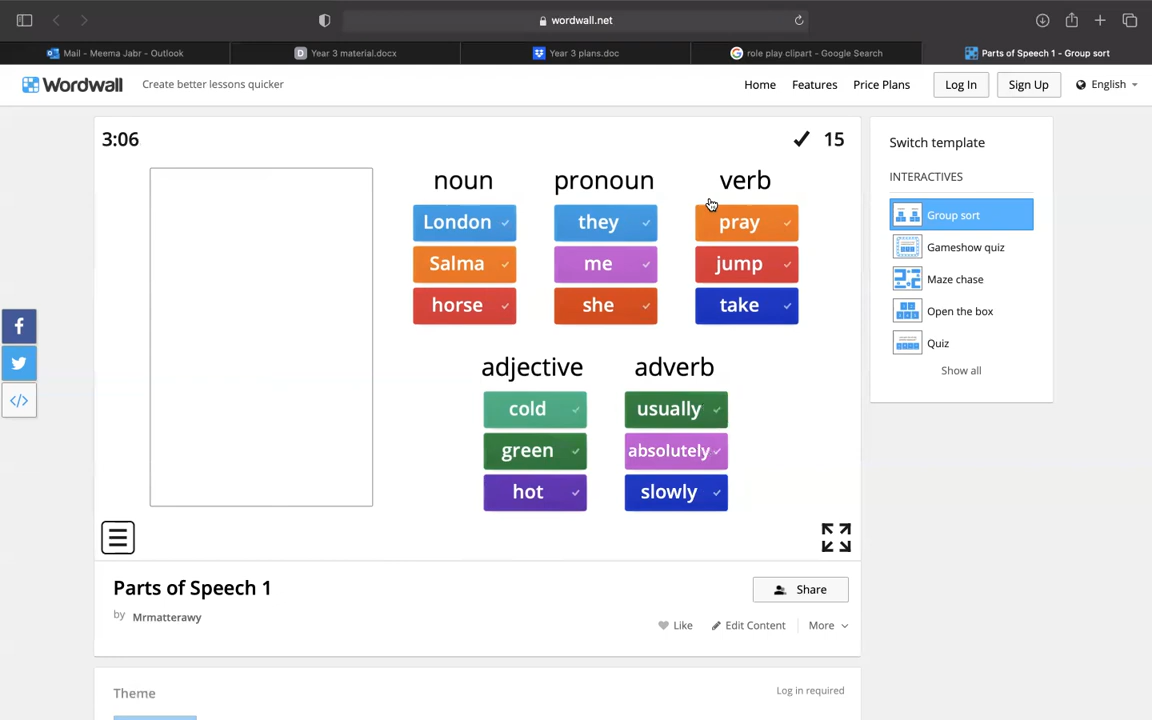 wordwall.net
Mail - Meema Jabr - Outlook
Year 3 material.docx
Year 3 plans.doc
role play clipart - Google Search
Parts of Speech 1 - Group sort
Wordwall
Create better lessons quicker
Home
Features
Price Plans
Log In
Sign Up
English
3:06
15
noun
pronoun
verb
London
they
pray
Salma
me
jump
horse
she
take
adjective
adverb
cold
usually
green
absolutely
hot
slowly
Switch template
INTERACTIVES
Group sort
Gameshow quiz
Maze chase
Open the box
Quiz
Show all
Parts of Speech 1
by Mrmatterawy
Share
Like
Edit Content
More
Theme
Log in required